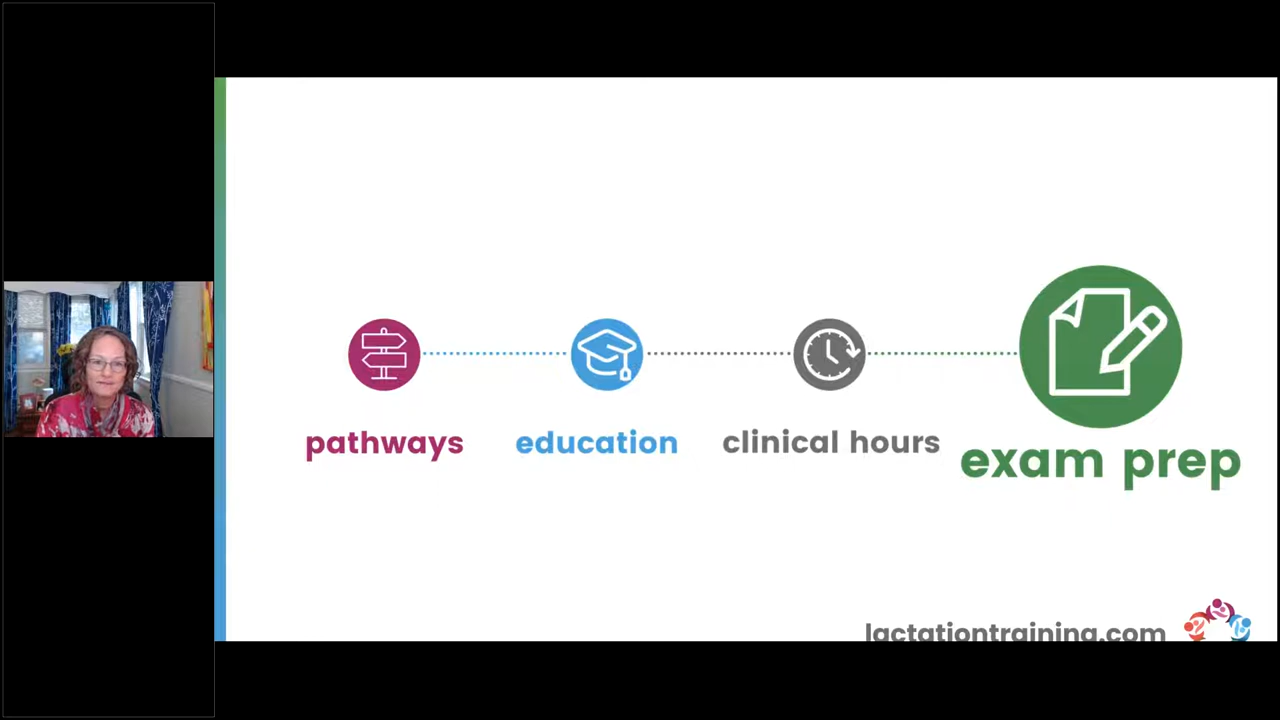 pathways
education
clinical hours
exam prep
lactationtraining.com